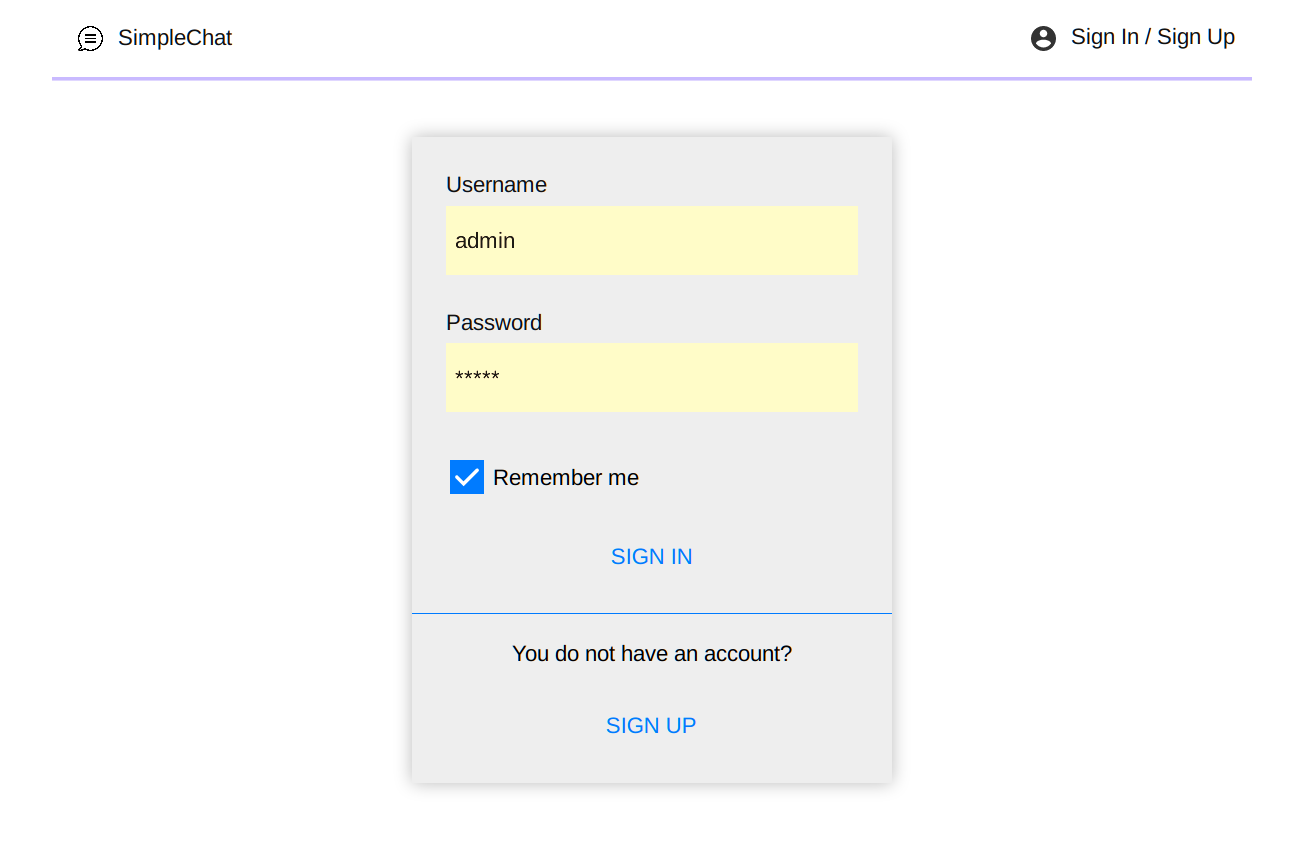 SimpleChat
Sign In / Sign Up
Username
admin
Password
*****
Remember me
SIGN IN
You do not have an account?
SIGN UP